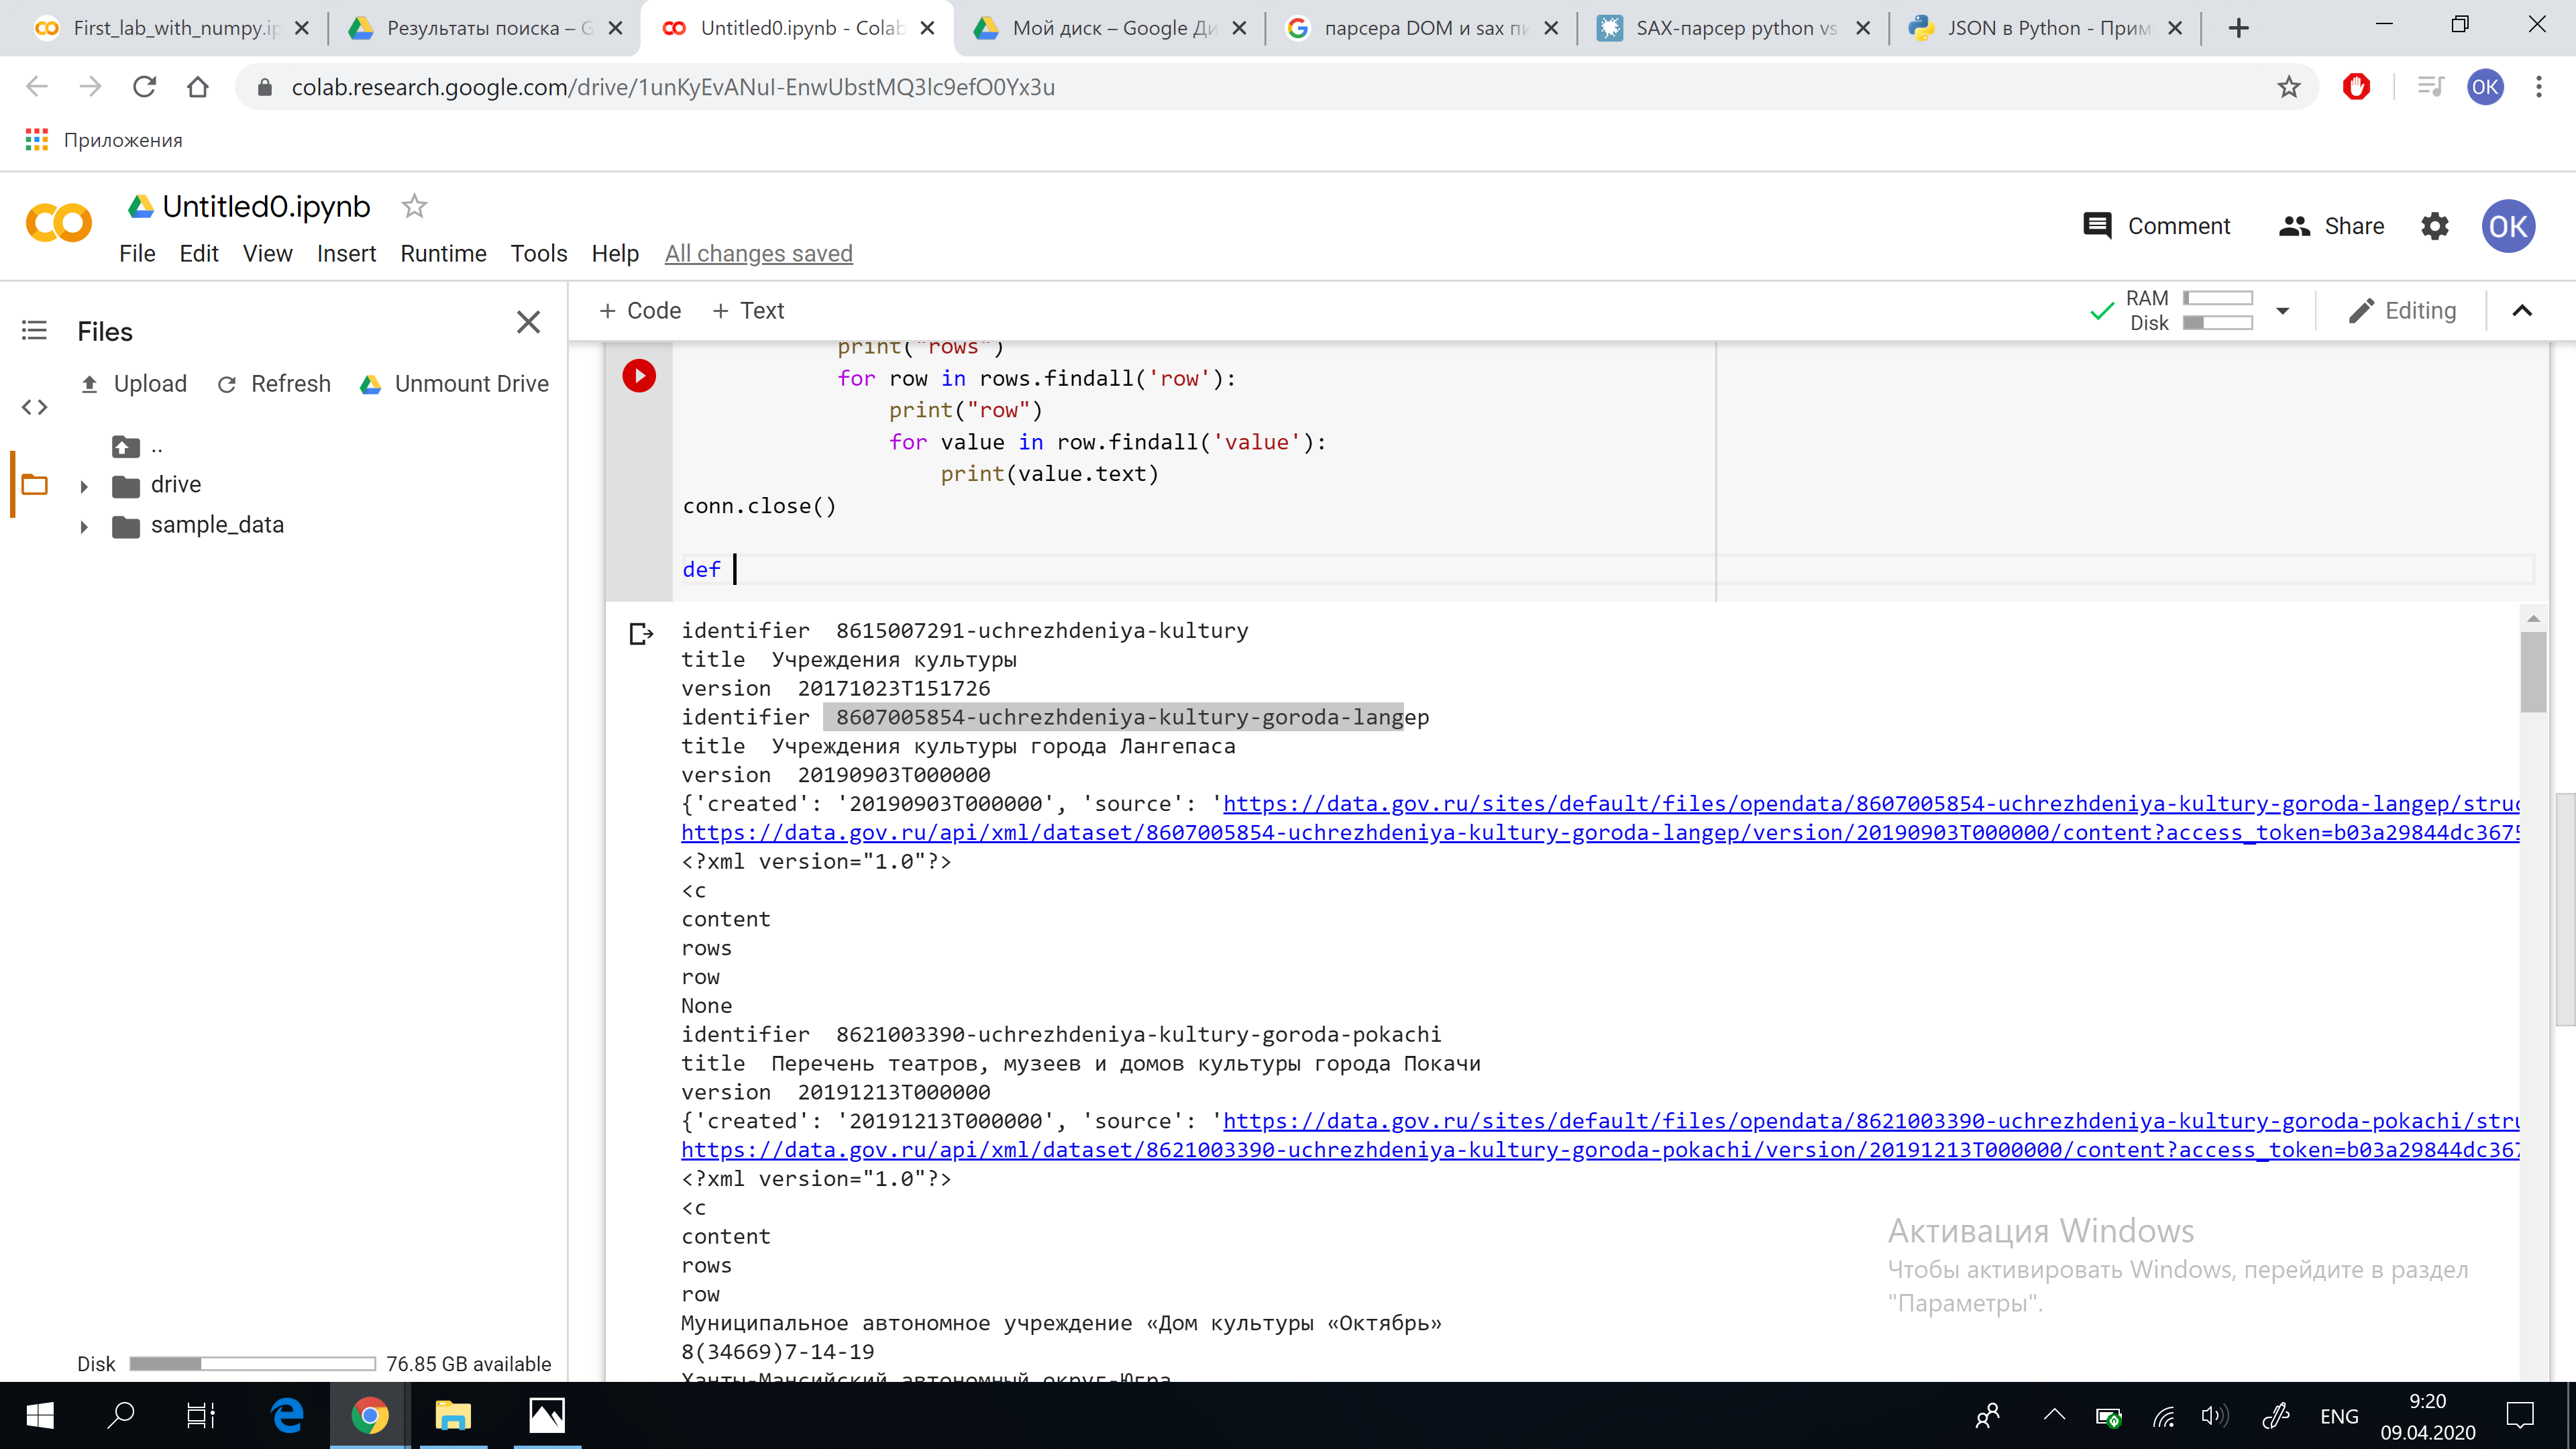 First_lab_with_numpy.ip
Результаты поиска – G
Untitled0.ipynb - Colab
Мой диск – Google Ди
парсера DOM и sax пи
SAX-парсер python vs
JSON в Python - Прим
colab.research.google.com/drive/1unKyEvANuI-EnwUbstMQ3lc9efO0Yx3u
OK
Приложения
Untitled0.ipynb
File Edit View Insert Runtime Tools Help All changes saved
Comment
Share
OK
Files
Upload Refresh Unmount Drive
..
drive
sample_data
Disk 76.85 GB available
+ Code + Text
RAM
Disk
Editing
print("rows")
for row in rows.findall('row'):
print("row")
for value in row.findall('value'):
print(value.text)
conn.close()
def
identifier 8615007291-uchrezhdeniya-kultury
title Учреждения культуры
version 20171023T151726
identifier 8607005854-uchrezhdeniya-kultury-goroda-langep
title Учреждения культуры города Лангепаса
version 20190903T000000
{'created': '20190903T000000', 'source': 'https://data.gov.ru/sites/default/files/opendata/8607005854-uchrezhdeniya-kultury-goroda-langep/struc
https://data.gov.ru/api/xml/dataset/8607005854-uchrezhdeniya-kultury-goroda-langep/version/20190903T000000/content?access_token=b03a29844dc3675
<?xml version="1.0"?>
<c
content
rows
row
None
identifier 8621003390-uchrezhdeniya-kultury-goroda-pokachi
title Перечень театров, музеев и домов культуры города Покачи
version 20191213T000000
{'created': '20191213T000000', 'source': 'https://data.gov.ru/sites/default/files/opendata/8621003390-uchrezhdeniya-kultury-goroda-pokachi/stru
https://data.gov.ru/api/xml/dataset/8621003390-uchrezhdeniya-kultury-goroda-pokachi/version/20191213T000000/content?access_token=b03a29844dc367
<?xml version="1.0"?>
<c
content
rows
row
Муниципальное автономное учреждение «Дом культуры «Октябрь»
8(34669)7-14-19
Ханты-Мансийский автономный округ-Югра
Активация Windows
Чтобы активировать Windows, перейдите в раздел
"Параметры".
ENG
9:20
09.04.2020